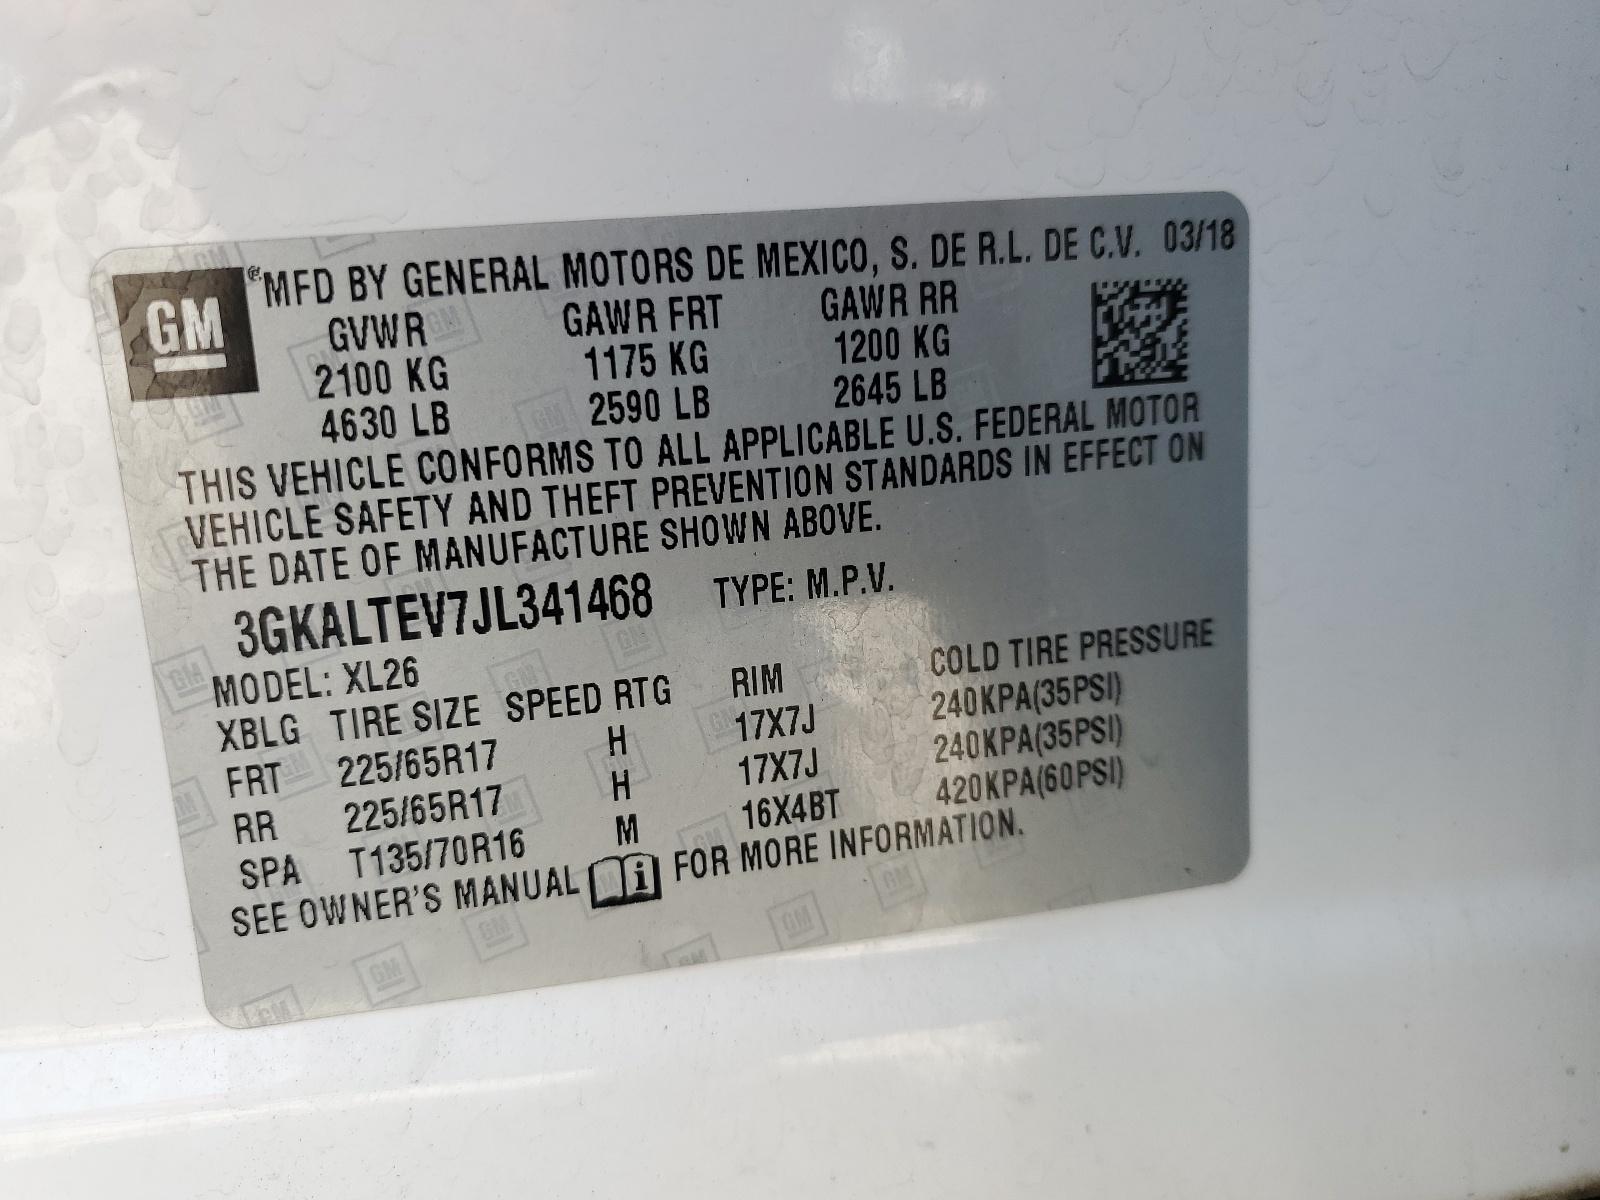 GM ® MFD BY GENERAL MOTORS DE MEXICO, S. DE R.L. DE C.V. 03/18
GVWR GAWR FRT GAWR RR
2100 KG 1175 KG 1200 KG
4630 LB 2590 LB 2645 LB
THIS VEHICLE CONFORMS TO ALL APPLICABLE U.S. FEDERAL MOTOR
VEHICLE SAFETY AND THEFT PREVENTION STANDARDS IN EFFECT ON
THE DATE OF MANUFACTURE SHOWN ABOVE.
3GKALTEV7JL341468 TYPE: M.P.V.
MODEL: XL26
XBLG TIRE SIZE SPEED RTG RIM COLD TIRE PRESSURE
FRT 225/65R17 H 17X7J 240KPA(35PSI)
RR 225/65R17 H 17X7J 240KPA(35PSI)
SPA T135/70R16 M 16X4BT 420KPA(60PSI)
SEE OWNER'S MANUAL i FOR MORE INFORMATION.